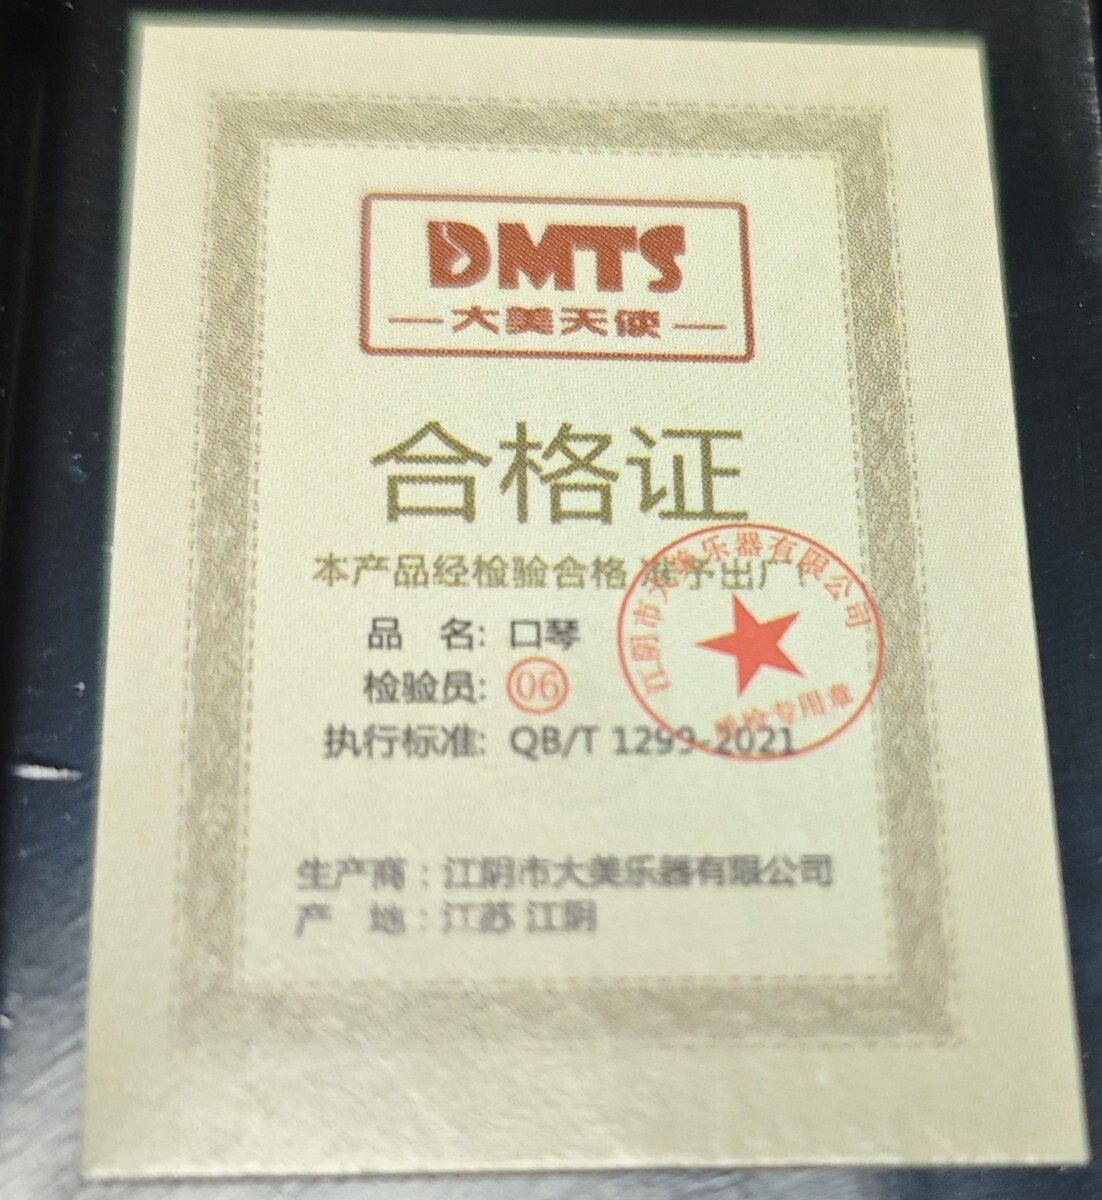 DMTS
大美天使
合格证
本产品经检验合格 准予出厂!
品 名: 口琴
检验员: 06
执行标准: QB/T 1299-2021
江阴市大美乐器有限公司
质检专用章
生产商：江阴市大美乐器有限公司
产 地：江苏 江阴